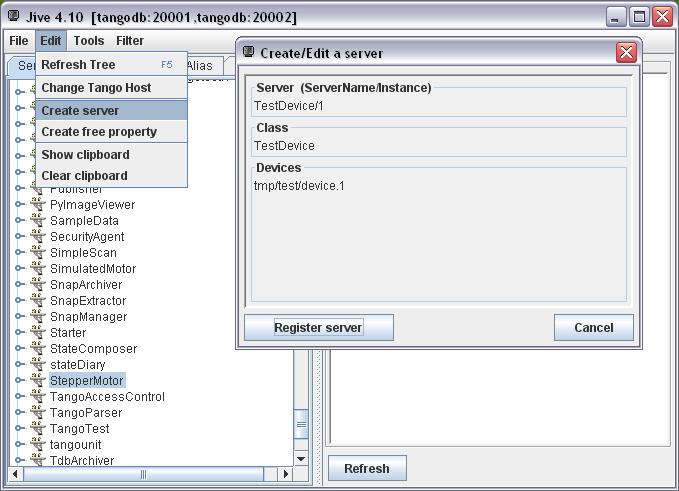 Jive 4.10 [tangodb:20001,tangodb:20002]
File Edit Tools Filter
Alias
Refresh Tree F5
Change Tango Host
Create server
Create free property
Show clipboard
Clear clipboard
Publisher
PyImageViewer
SampleData
SecurityAgent
SimpleScan
SimulatedMotor
SnapArchiver
SnapExtractor
SnapManager
Starter
StateComposer
stateDiary
StepperMotor
TangoAccessControl
TangoParser
TangoTest
tangounit
TdbArchiver
Create/Edit a server
Server (ServerName/Instance)
TestDevice/1
Class
TestDevice
Devices
tmp/test/device.1
Register server
Cancel
Refresh